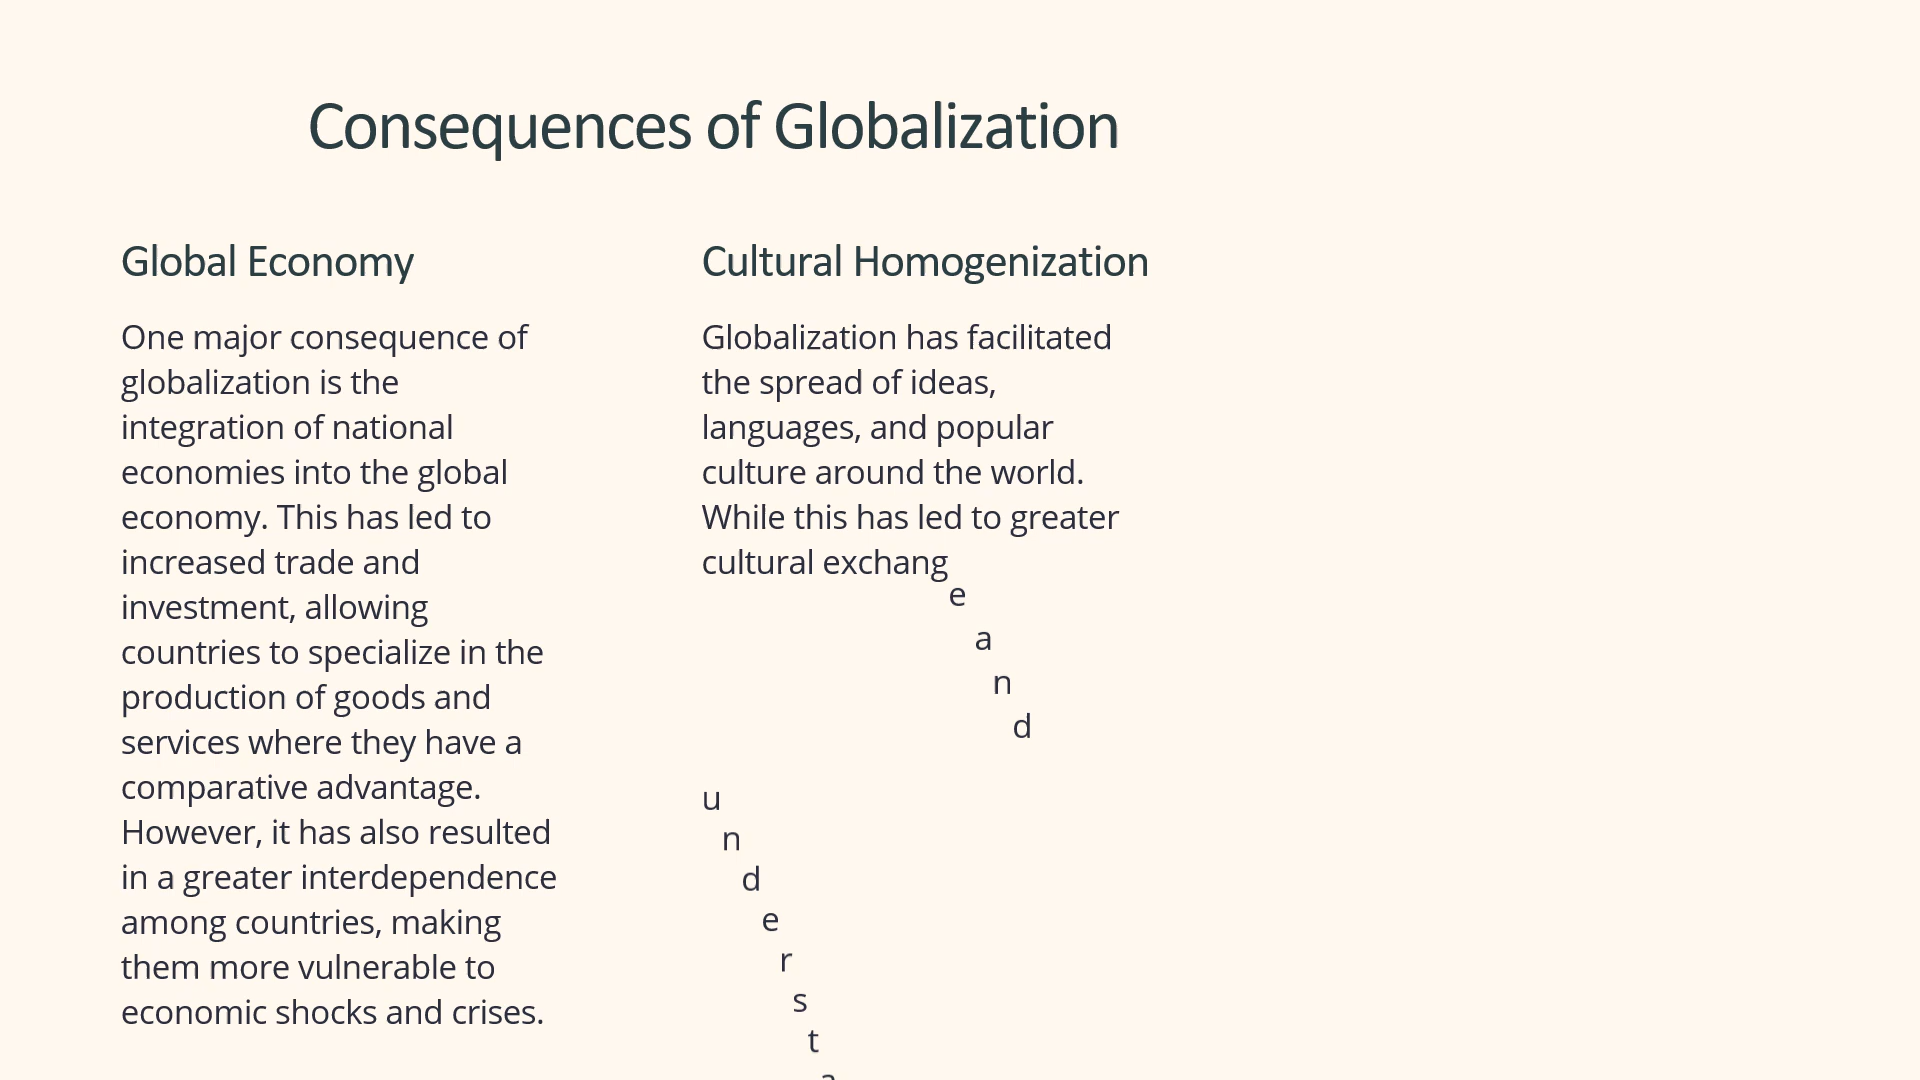 Consequences of Globalization
Global Economy
One major consequence of
globalization is the
integration of national
economies into the global
economy. This has led to
increased trade and
investment, allowing
countries to specialize in the
production of goods and
services where they have a
comparative advantage.
However, it has also resulted
in a greater interdependence
among countries, making
them more vulnerable to
economic shocks and crises.
Cultural Homogenization
Globalization has facilitated
the spread of ideas,
languages, and popular
culture around the world.
While this has led to greater
cultural exchange and
understa